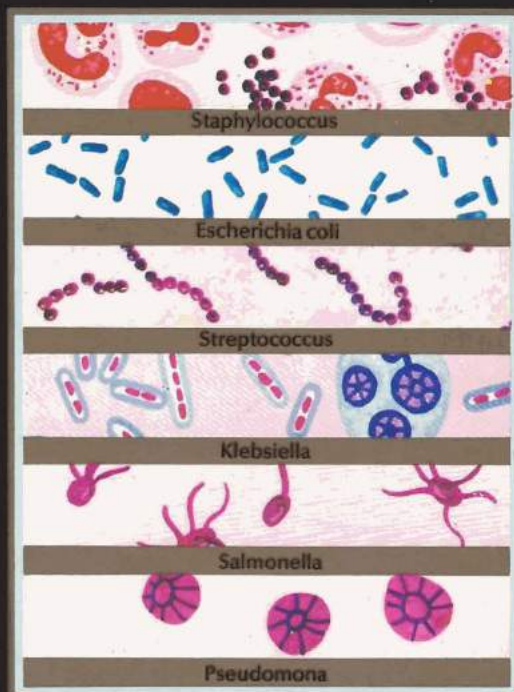 Staphylococcus
Escherichia coli
Streptococcus
Klebsiella
Salmonella
Pseudomona